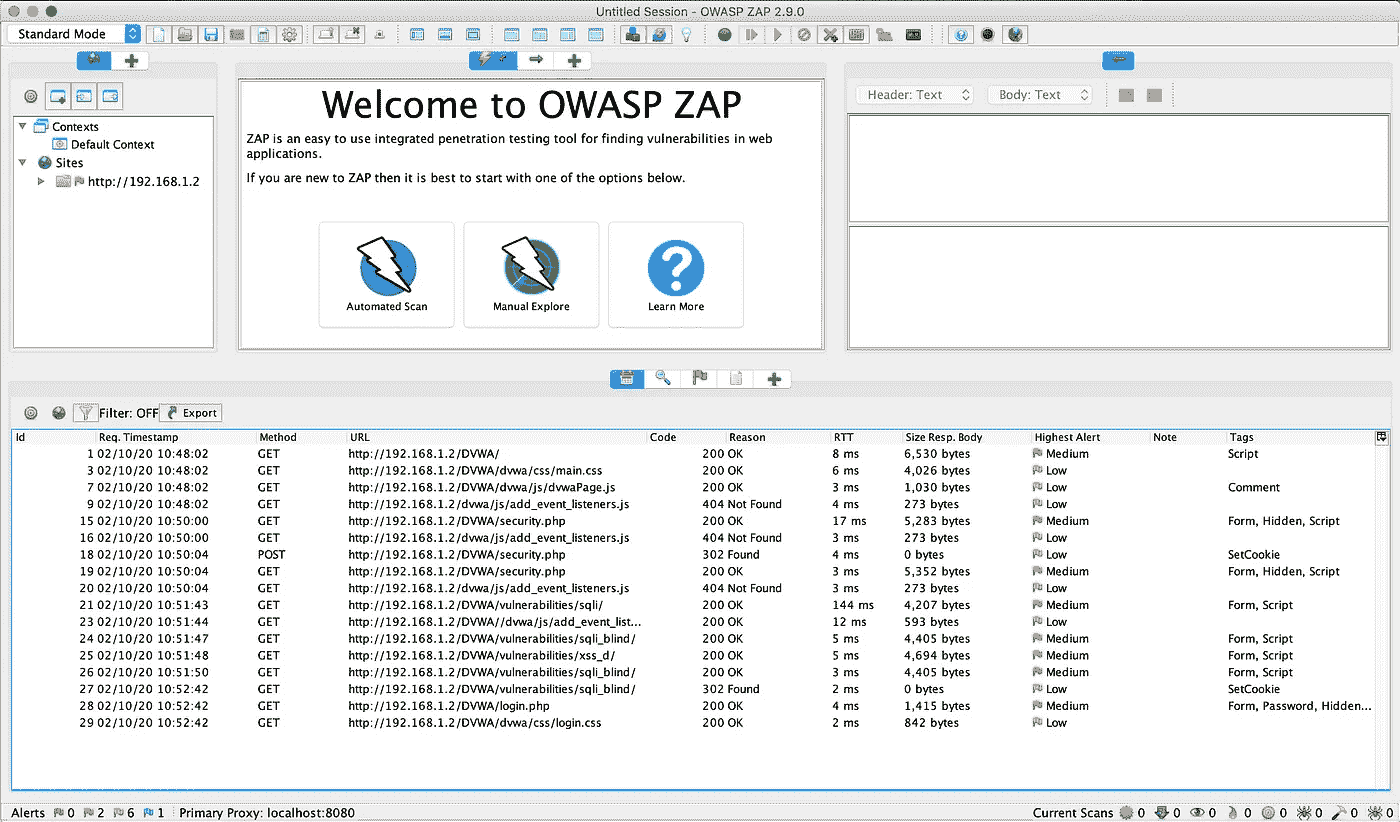 Untitled Session - OWASP ZAP 2.9.0
Standard Mode
Header: Text
Body: Text
Contexts
Default Context
Sites
http://192.168.1.2
Welcome to OWASP ZAP
ZAP is an easy to use integrated penetration testing tool for finding vulnerabilities in web
applications.
If you are new to ZAP then it is best to start with one of the options below.
Automated Scan
Manual Explore
Learn More
Filter: OFF
Export
Id Req. Timestamp Method URL Code Reason RTT Size Resp. Body Highest Alert Note Tags
1 02/10/20 10:48:02 GET http://192.168.1.2/DVWA/ 200 OK 8 ms 6,530 bytes Medium Script
3 02/10/20 10:48:02 GET http://192.168.1.2/DVWA/dvwa/css/main.css 200 OK 6 ms 4,026 bytes Low
7 02/10/20 10:48:02 GET http://192.168.1.2/DVWA/dvwa/js/dvwaPage.js 200 OK 3 ms 1,030 bytes Low Comment
9 02/10/20 10:48:02 GET http://192.168.1.2/dvwa/js/add_event_listeners.js 404 Not Found 4 ms 273 bytes Low
15 02/10/20 10:50:00 GET http://192.168.1.2/DVWA/security.php 200 OK 17 ms 5,283 bytes Medium Form, Hidden, Script
16 02/10/20 10:50:00 GET http://192.168.1.2/dvwa/js/add_event_listeners.js 404 Not Found 3 ms 273 bytes Low
18 02/10/20 10:50:04 POST http://192.168.1.2/DVWA/security.php 302 Found 4 ms 0 bytes Low SetCookie
19 02/10/20 10:50:04 GET http://192.168.1.2/DVWA/security.php 200 OK 3 ms 5,352 bytes Medium Form, Hidden, Script
20 02/10/20 10:50:04 GET http://192.168.1.2/dvwa/js/add_event_listeners.js 404 Not Found 3 ms 273 bytes Low
21 02/10/20 10:51:43 GET http://192.168.1.2/DVWA/vulnerabilities/sqli/ 200 OK 144 ms 4,207 bytes Medium Form, Script
23 02/10/20 10:51:44 GET http://192.168.1.2/DVWA//dvwa/js/add_event_list... 200 OK 12 ms 593 bytes Low
24 02/10/20 10:51:47 GET http://192.168.1.2/DVWA/vulnerabilities/sqli_blind/ 200 OK 5 ms 4,405 bytes Medium Form, Script
25 02/10/20 10:51:48 GET http://192.168.1.2/DVWA/vulnerabilities/xss_d/ 200 OK 5 ms 4,694 bytes Medium Form, Script
26 02/10/20 10:51:50 GET http://192.168.1.2/DVWA/vulnerabilities/sqli_blind/ 200 OK 3 ms 4,405 bytes Medium Form, Script
27 02/10/20 10:52:42 GET http://192.168.1.2/DVWA/vulnerabilities/sqli_blind/ 302 Found 2 ms 0 bytes Low SetCookie
28 02/10/20 10:52:42 GET http://192.168.1.2/DVWA/login.php 200 OK 4 ms 1,415 bytes Medium Form, Password, Hidden...
29 02/10/20 10:52:42 GET http://192.168.1.2/DVWA/dvwa/css/login.css 200 OK 2 ms 842 bytes Low
Alerts 0 2 6 1 Primary Proxy: localhost:8080 Current Scans 0 0 0 0 0 0 0 0